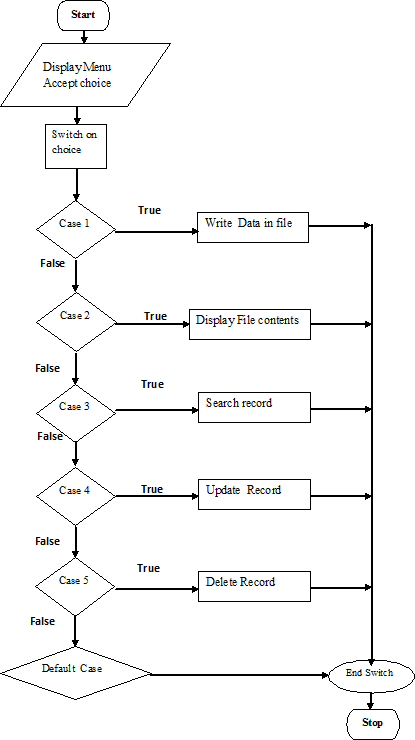 Start
Display Menu
Accept choice
Switch on
choice
True
Case 1
Write Data in file
False
Case 2
True
Display File contents
False
True
Case 3
Search record
False
Case 4
True
Update Record
False
True
Case 5
Delete Record
False
Default Case
End Switch
Stop